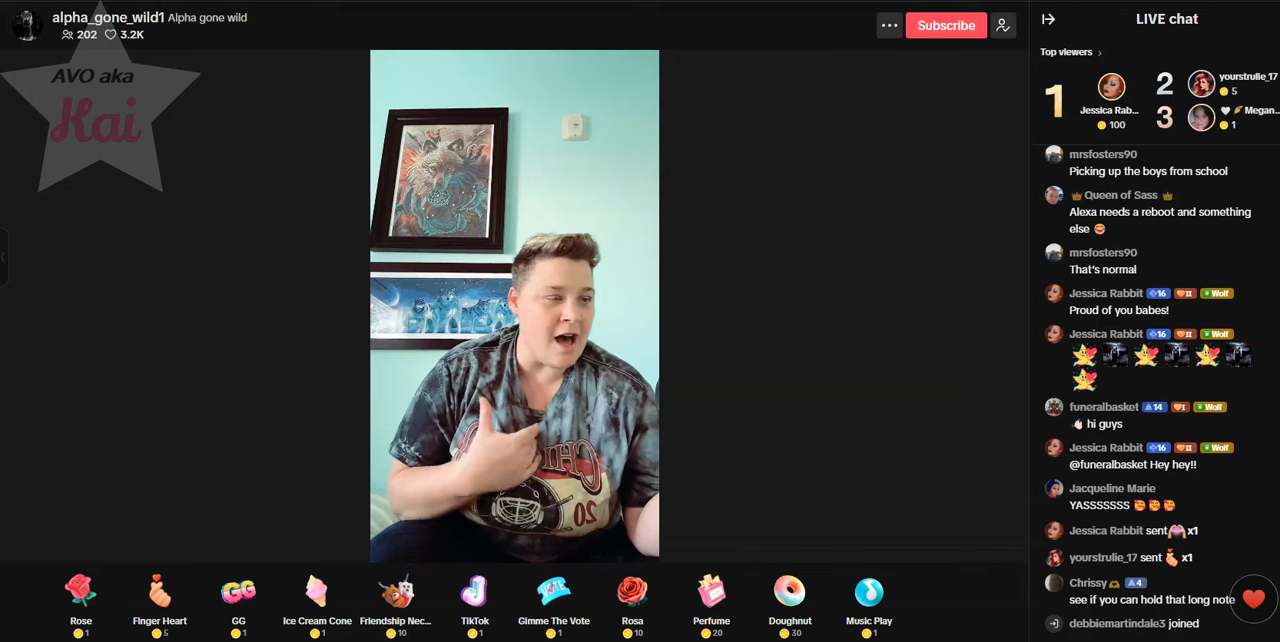 alpha_gone_wild1 Alpha gone wild
202 3.2K
Subscribe
AVO aka
Kai
LIVE chat
Top viewers
1
Jessica Rab...
100
2
yourstrulie_17
5
3
Megan...
1
mrsfosters90
Picking up the boys from school
Queen of Sass
Alexa needs a reboot and something
else
mrsfosters90
That's normal
Jessica Rabbit 16 II Wolf
Proud of you babes!
Jessica Rabbit 16 II Wolf
funeralbasket 14 I Wolf
hi guys
Jessica Rabbit 16 II Wolf
@funeralbasket Hey hey!!
Jacqueline Marie
YASSSSSSS
Jessica Rabbit sent x1
yourstrulie_17 sent x1
Chrissy 4
see if you can hold that long note
debbiemartindale3 joined
20
GG
Rose Finger Heart GG Ice Cream Cone Friendship Nec... TikTok Gimme The Vote Rosa Perfume Doughnut Music Play
1 5 1 1 10 1 1 10 20 30 1